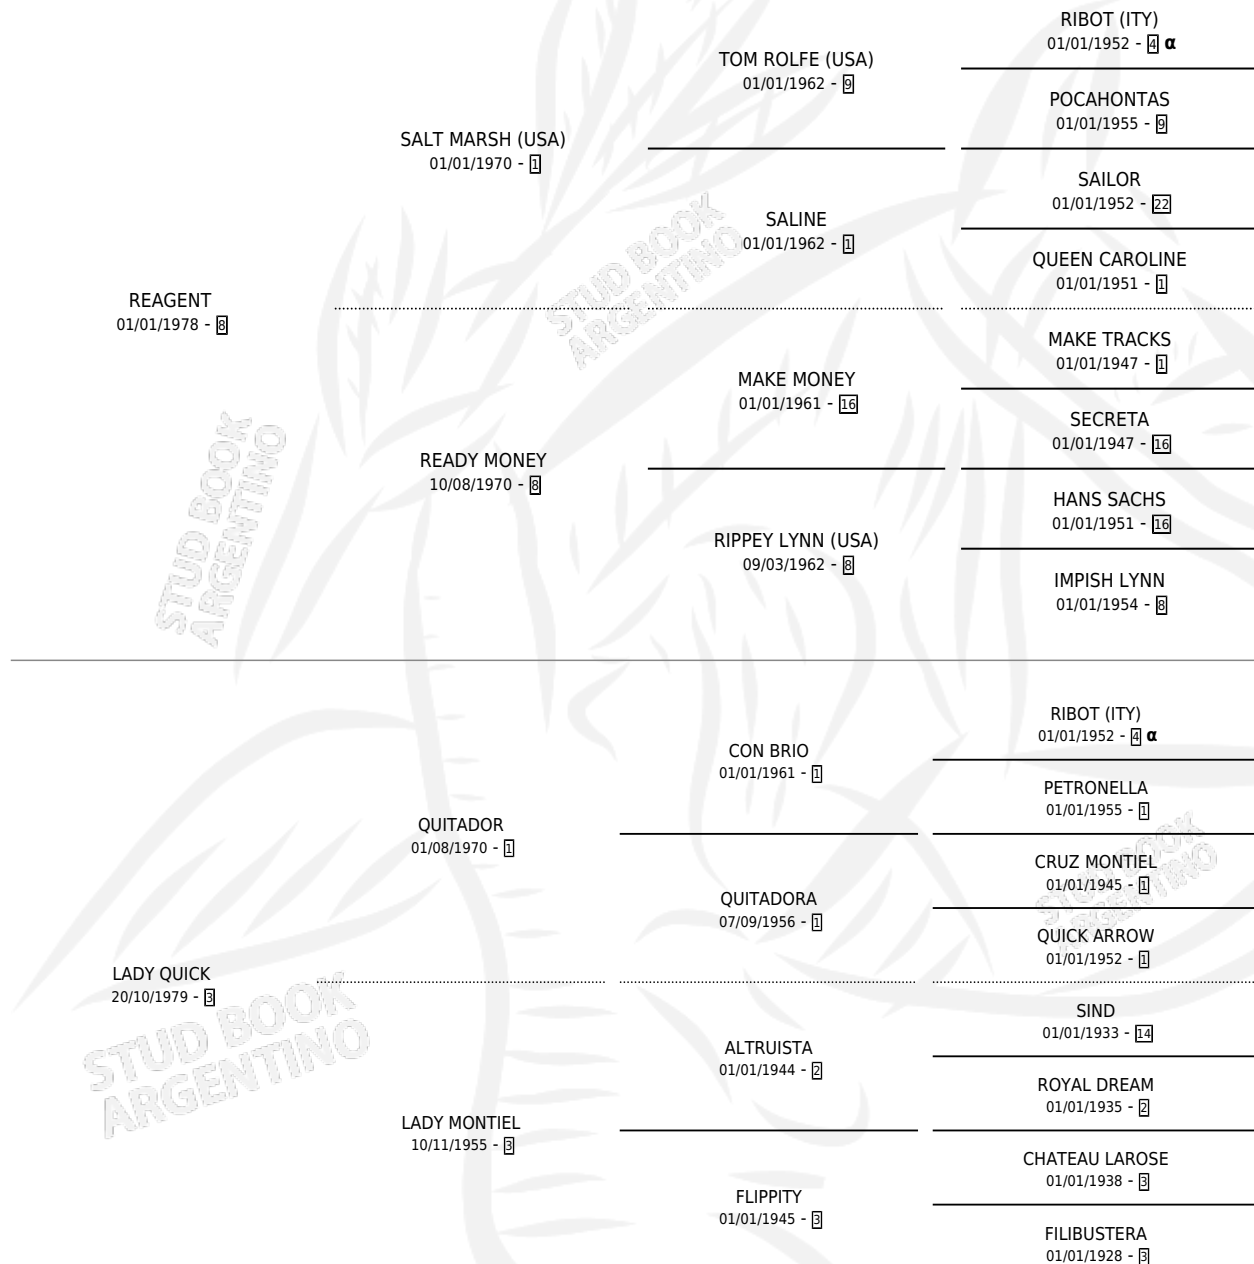 RIBOT (ITY)
01/01/1952 - 4 α
TOM ROLFE (USA)
01/01/1962 - 9
POCAHONTAS
01/01/1955 - 9
SALT MARSH (USA)
01/01/1970 - 1
SAILOR
01/01/1952 - 22
SALINE
01/01/1962 - 1
QUEEN CAROLINE
01/01/1951 - 1
STUD BOOK
ARGENTINO
REAGENT
01/01/1978 - 8
MAKE TRACKS
01/01/1947 - 1
MAKE MONEY
01/01/1961 - 16
SECRETA
01/01/1947 - 16
READY MONEY
10/08/1970 - 8
HANS SACHS
01/01/1951 - 16
RIPPEY LYNN (USA)
09/03/1962 - 8
IMPISH LYNN
01/01/1954 - 8
STUD BOOK
ARGENTINO
RIBOT (ITY)
01/01/1952 - 4 α
CON BRIO
01/01/1961 - 1
PETRONELLA
01/01/1955 - 1
QUITADOR
01/08/1970 - 1
CRUZ MONTIEL
01/01/1945 - 1
STUD BOOK
ARGENTINO
QUITADORA
07/09/1956 - 1
QUICK ARROW
01/01/1952 - 1
LADY QUICK
20/10/1979 - 3
STUD BOOK
ARGENTINO
SIND
01/01/1933 - 14
ALTRUISTA
01/01/1944 - 2
ROYAL DREAM
01/01/1935 - 2
LADY MONTIEL
10/11/1955 - 3
CHATEAU LAROSE
01/01/1938 - 3
FLIPPITY
01/01/1945 - 3
FILIBUSTERA
01/01/1928 - 3